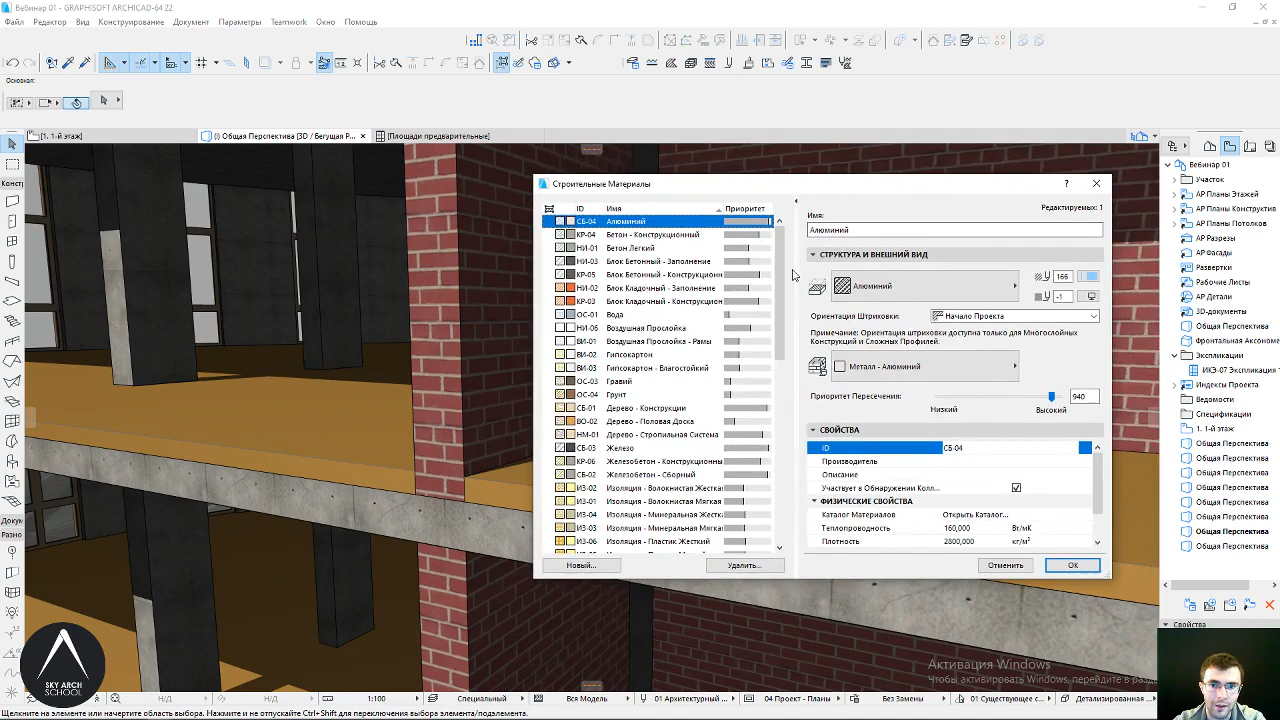 Вебинар 01 - GRAPHISOFT ARCHICAD-64 22
Файл Редактор Вид Конструирование Документ Параметры Teamwork Окно Помощь
Основная:
[1. 1-й этаж]
(!) Общая Перспектива [3D / Бегущая Р...
[Площади предварительные]
Конст
Докум
Разно
Строительные Материалы
ID Имя Приоритет
СБ-04 Алюминий
КР-04 Бетон - Конструкционный
НИ-01 Бетон Легкий
НИ-03 Блок Бетонный - Заполнение
КР-05 Блок Бетонный - Конструкционн
НИ-02 Блок Кладочный - Заполнение
КР-03 Блок Кладочный - Конструкцион
ОС-01 Вода
НИ-06 Воздушная Прослойка
ВИ-01 Воздушная Прослойка - Рамы
ВИ-02 Гипсокартон
ВИ-03 Гипсокартон - Влагостойкий
ОС-03 Гравий
ОС-04 Грунт
СБ-01 Дерево - Конструкции
ВО-02 Дерево - Половая Доска
НМ-01 Дерево - Стропильная Система
СБ-03 Железо
КР-06 Железобетон - Конструкционны
СБ-02 Железобетон - Сборный
ИЗ-02 Изоляция - Волокнистая Жестка
ИЗ-01 Изоляция - Волокнистая Мягкая
ИЗ-04 Изоляция - Минеральная Жестк
ИЗ-03 Изоляция - Минеральная Мягка
ИЗ-06 Изоляция - Пластик Жесткий
Новый...
Удалить...
Редактируемых: 1
Имя:
Алюминий
СТРУКТУРА И ВНЕШНИЙ ВИД
Алюминий
166
-1
Ориентация Штриховки:
Начало Проекта
Примечание: Ориентация штриховки доступна только для Многослойных
Конструкций и Сложных Профилей.
Металл - Алюминий
Приоритет Пересечения:
940
Низкий
Высокий
СВОЙСТВА
ID СБ-04
Производитель
Описание
Участвует в Обнаружении Колл...
ФИЗИЧЕСКИЕ СВОЙСТВА
Каталог Материалов Открыть Каталог...
Теплопроводность 160,000 Вт/мК
Плотность 2800,000 кг/м³
Отменить
ОК
Вебинар 01
Участок
АР Планы Этажей
АР Планы Конструктив
АР Планы Потолков
АР Разрезы
АР Фасады
Развертки
Рабочие Листы
АР Детали
3D-документы
Общая Перспектива
Фронтальная Аксономе
Экспликации
ИКЭ-07 Экспликация 1
Индексы Проекта
Ведомости
Спецификации
1. 1-й этаж
Общая Перспектива
Общая Перспектива
Общая Перспектива
Общая Перспектива
Общая Перспектива
Общая Перспектива
Общая Перспектива
Общая Перспектива
Свойства
SKY ARCH
SCHOOL
Активация Windows
Чтобы активировать Windows, перейдите в разд
Н/Д
Н/Д
1:100
Специальный
Вся Модель
01 Архитектурный ...
04 Проект - Планы
Без Замены
01 Существующее с...
Детализированная ...
Щелкните на элементе или начертите область выбора. Нажмите и не отпускайте Ctrl+Shift для переключения выбора элемента/подэлемента.